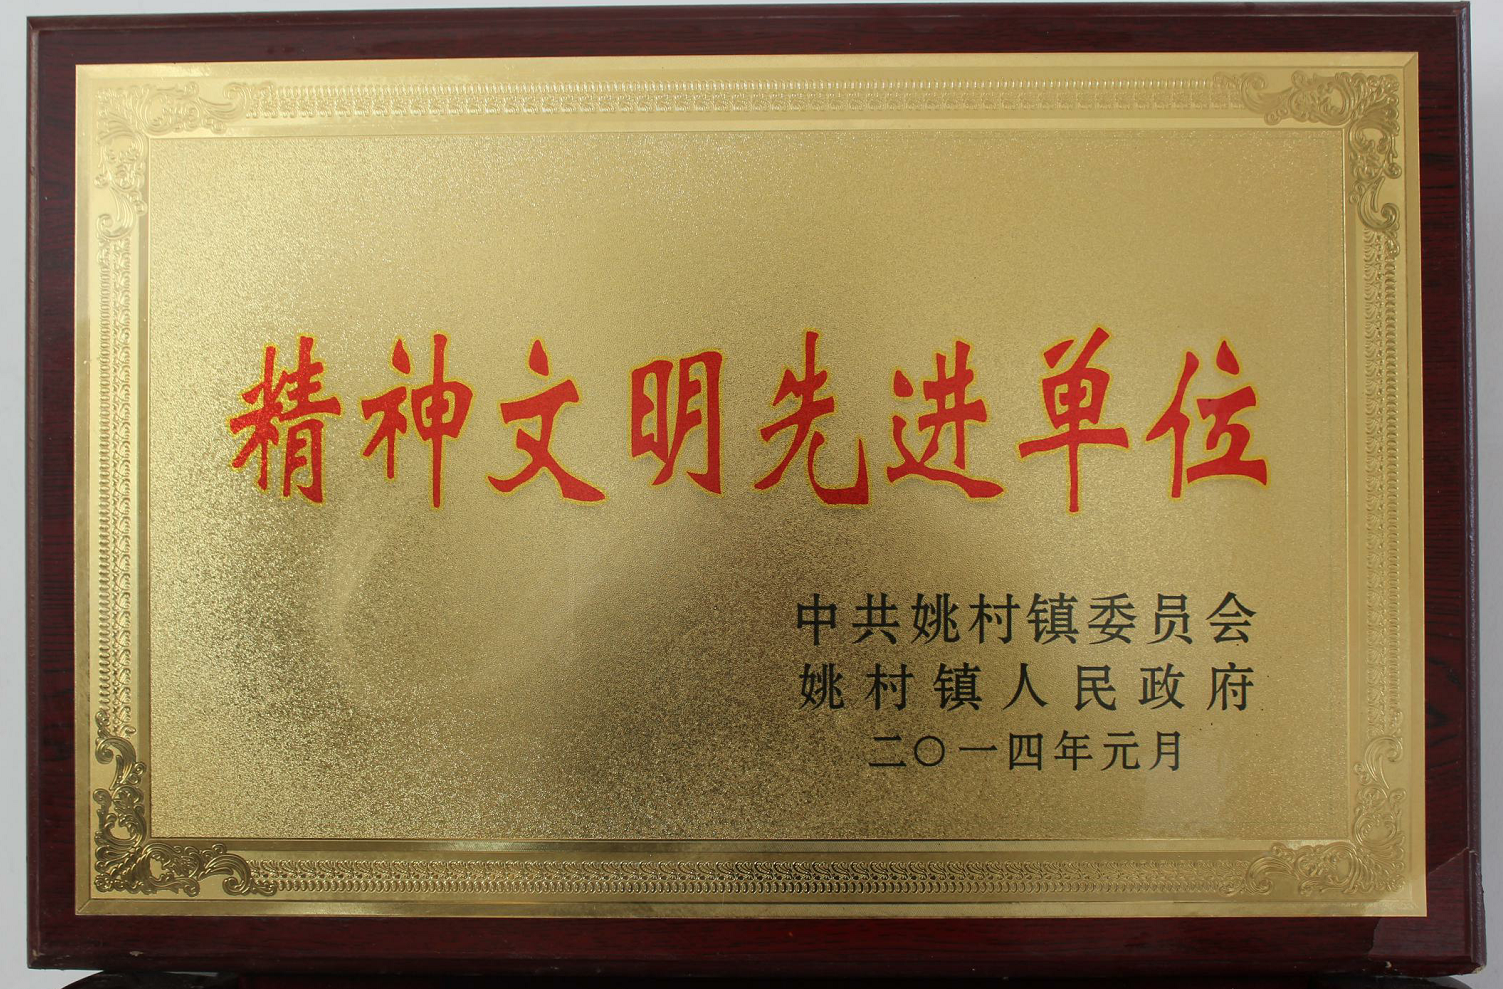 精神文明先进单位
中共姚村镇委员会
姚村镇人民政府
二〇一四年元月